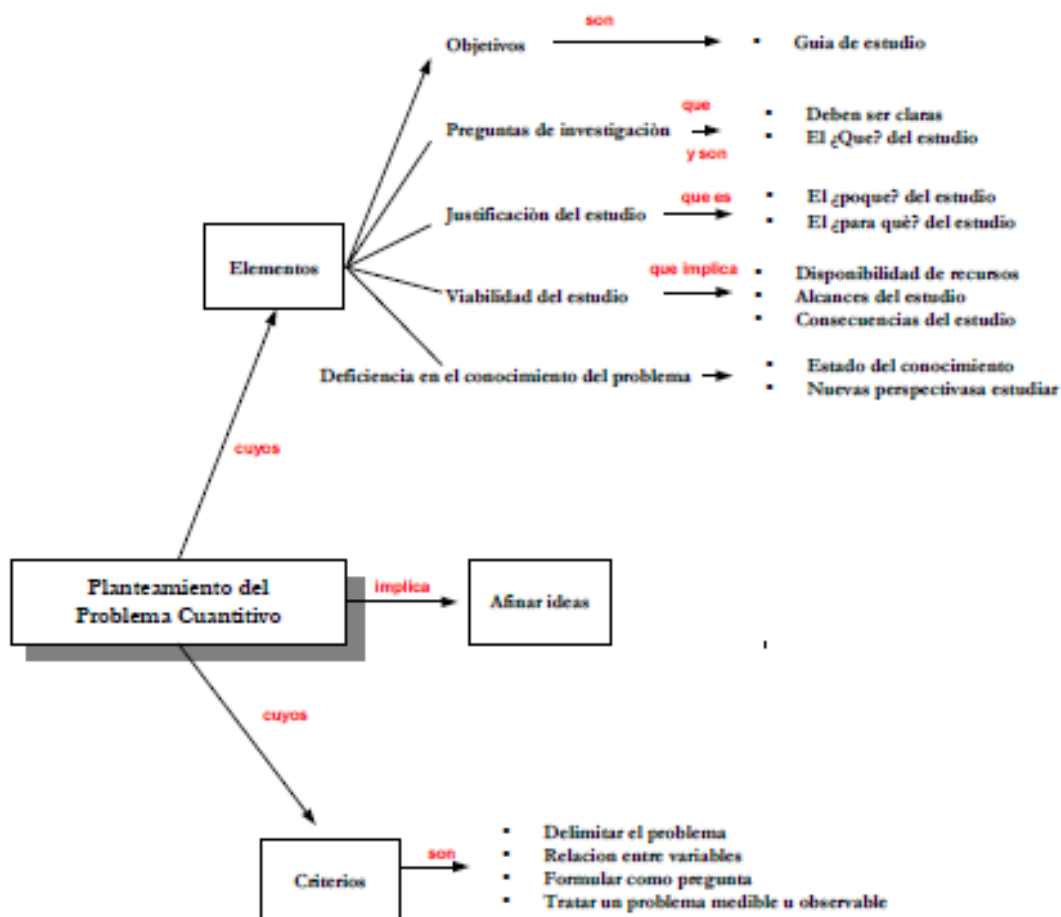 son
Objetivos
Guia de estudio
que
Preguntas de investigaciòn
Deben ser claras
El ¿Que? del estudio
y son
que es
Justificaciòn del estudio
El ¿poque? del estudio
El ¿para què? del estudio
Elementos
que implica
Viabilidad del estudio
Disponibilidad de recursos
Alcances del estudio
Consecuencias del estudio
Deficiencia en el conocimiento del problema
Estado del conocimiento
Nuevas perspectivasa estudiar
cuyos
Planteamiento del
Problema Cuantitivo
implica
Afinar ideas
cuyos
Criterios
son
Delimitar el problema
Relacion entre variables
Formular como pregunta
Tratar un problema medible u observable